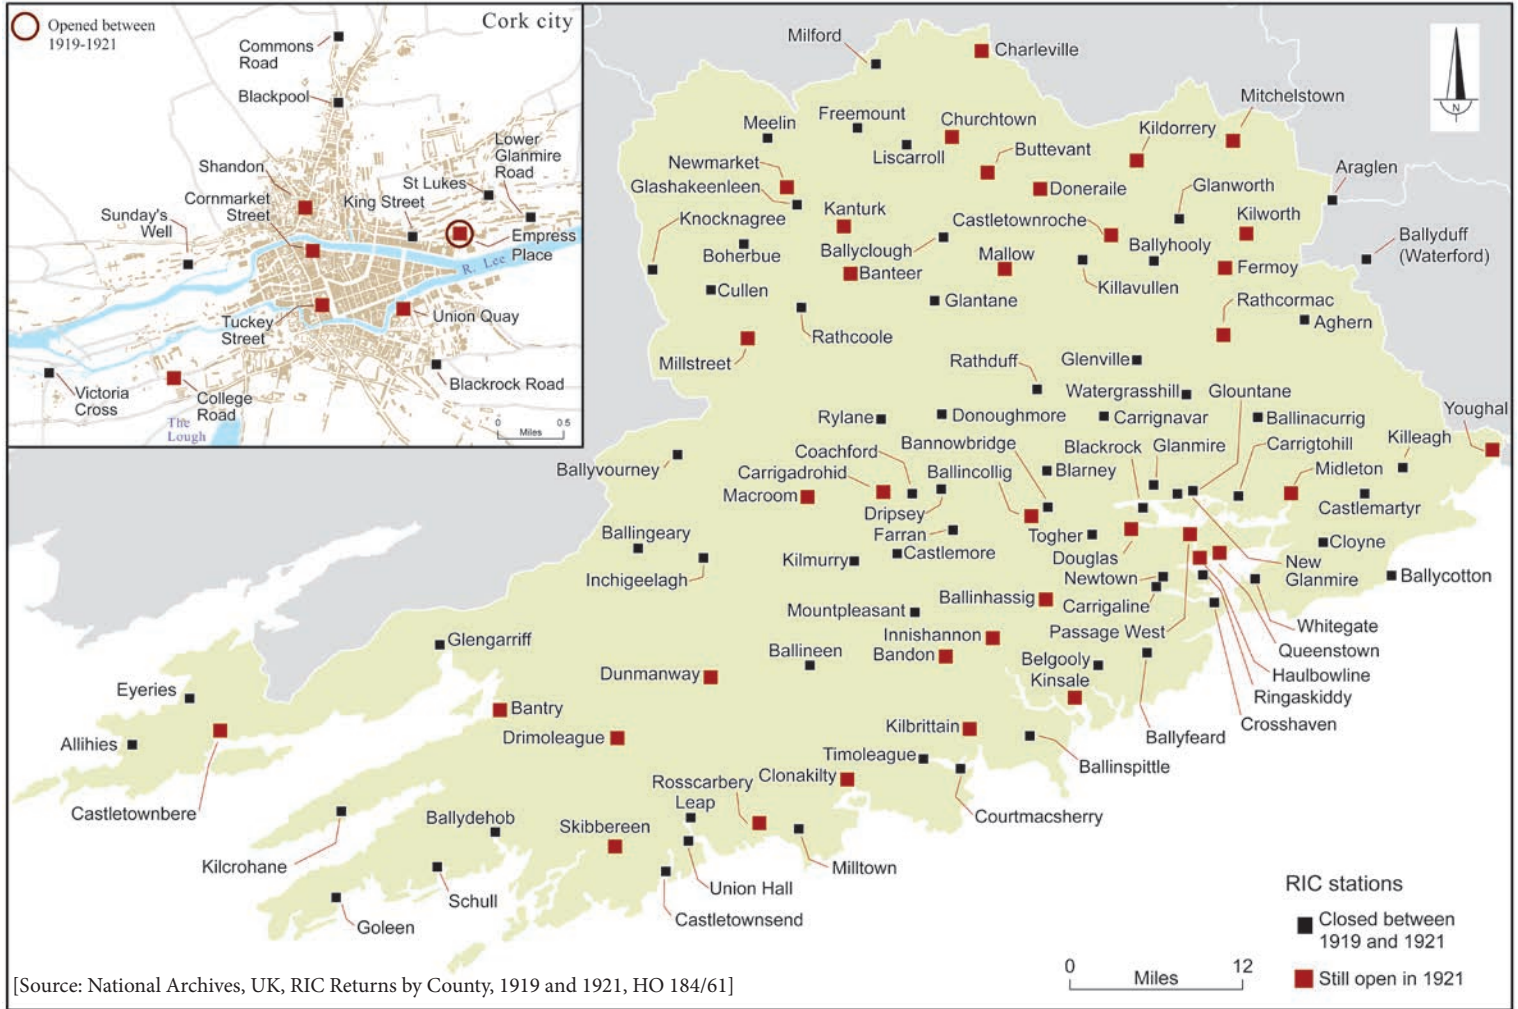 Opened between
1919-1921
Cork city
Commons
Road
Blackpool
Shandon
Cornmarket
Street
Sunday's
Well
Lower
Glanmire
Road
St Lukes
King Street
Empress
Place
R. Lee
Tuckey
Street
Union Quay
Victoria
Cross
College
Road
Blackrock Road
The
Lough
0 0.5
Miles
Milford
Charleville
N
Mitchelstown
Meelin
Freemount
Churchtown
Kildorrery
Liscarroll
Buttevant
Newmarket
Araglen
Glashakeenleen
Doneraile
Glanworth
Knocknagree
Kanturk
Castletownroche
Kilworth
Boherbue
Ballyclough
Mallow
Ballyhooly
Ballyduff
(Waterford)
Banteer
Fermoy
Cullen
Glantane
Killavullen
Rathcormac
Rathcoole
Aghern
Millstreet
Rathduff
Glenville
Watergrasshill
Glountane
Rylane
Donoughmore
Carrignavar
Ballinacurrig
Youghal
Bannowbridge
Blackrock
Glanmire
Carrigtohill
Killeagh
Coachford
Ballyvourney
Carrigadrohid
Ballincollig
Blarney
Midleton
Macroom
Dripsey
Castlemartyr
Ballingeary
Farran
Togher
Castlemore
Cloyne
Inchigeelagh
Kilmurry
Douglas
New
Glanmire
Newtown
Ballycotton
Ballinhassig
Carrigaline
Mountpleasant
Whitegate
Passage West
Innishannon
Queenstown
Glengarriff
Ballineen
Bandon
Belgooly
Haulbowline
Dunmanway
Kinsale
Ringaskiddy
Eyeries
Crosshaven
Bantry
Kilbrittain
Ballyfeard
Drimoleague
Allihies
Timoleague
Ballinspittle
Rosscarbery
Clonakilty
Leap
Castletownbere
Ballydehob
Skibbereen
Courtmacsherry
Kilcrohane
Milltown
Union Hall
Schull
Castletownsend
Goleen
RIC stations
Closed between
1919 and 1921
Still open in 1921
0 12
Miles
[Source: National Archives, UK, RIC Returns by County, 1919 and 1921, HO 184/61]